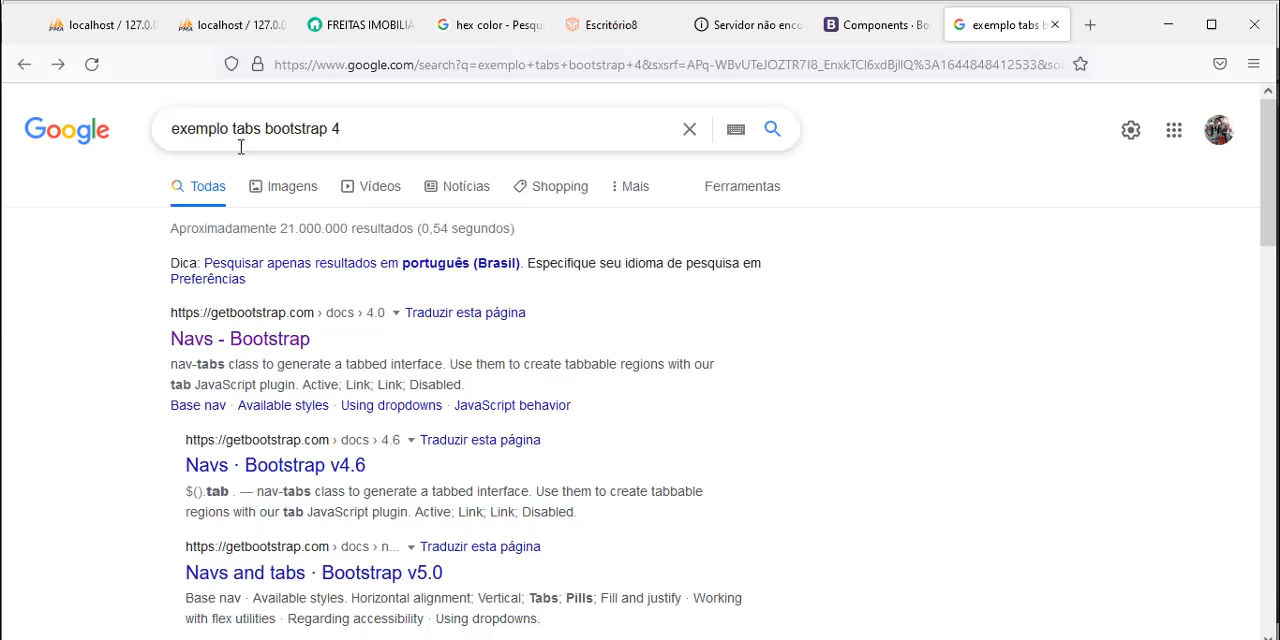 localhost / 127.0.0
localhost / 127.0.0
FREITAS IMOBILIÁ
hex color - Pesqu
Escritório8
Servidor não enco
Components · Bo
exemplo tabs b
https://www.google.com/search?q=exemplo+tabs+bootstrap+4&sxsrf=
Google
exemplo tabs bootstrap 4
Todas
Imagens
Vídeos
Notícias
Shopping
Mais
Ferramentas
Aproximadamente 21.000.000 resultados (0,54 segundos)
Dica: Pesquisar apenas resultados em português (Brasil). Especifique seu idioma de pesquisa em
Preferências
https://getbootstrap.com › docs › 4.0 Traduzir esta página
Navs - Bootstrap
nav-tabs class to generate a tabbed interface. Use them to create tabbable regions with our
tab JavaScript plugin. Active; Link; Link; Disabled.
Base nav · Available styles · Using dropdowns · JavaScript behavior
https://getbootstrap.com › docs › 4.6 Traduzir esta página
Navs · Bootstrap v4.6
$().tab . — nav-tabs class to generate a tabbed interface. Use them to create tabbable
regions with our tab JavaScript plugin. Active; Link; Link; Disabled.
https://getbootstrap.com › docs › n... Traduzir esta página
Navs and tabs · Bootstrap v5.0
Base nav · Available styles. Horizontal alignment; Vertical; Tabs; Pills; Fill and justify · Working
with flex utilities · Regarding accessibility · Using dropdowns.